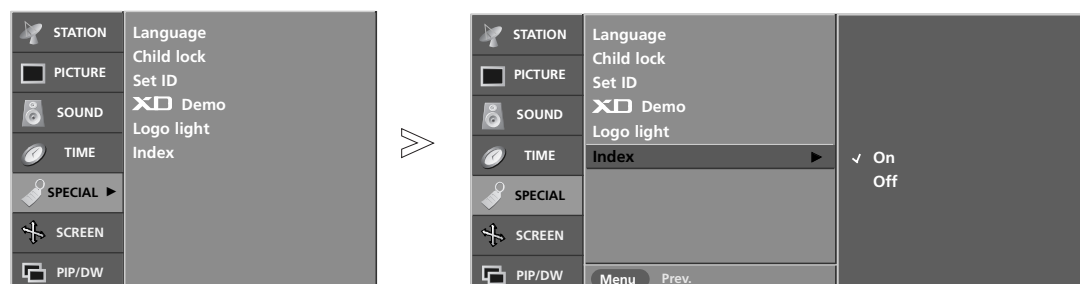 STATION
PICTURE
SOUND
TIME
SPECIAL ►
SCREEN
PIP/DW
Language
Child lock
Set ID
XD Demo
Logo light
Index
STATION
PICTURE
SOUND
TIME
SPECIAL
SCREEN
PIP/DW
Language
Child lock
Set ID
XD Demo
Logo light
Index ►
Menu Prev.
✓ On
Off